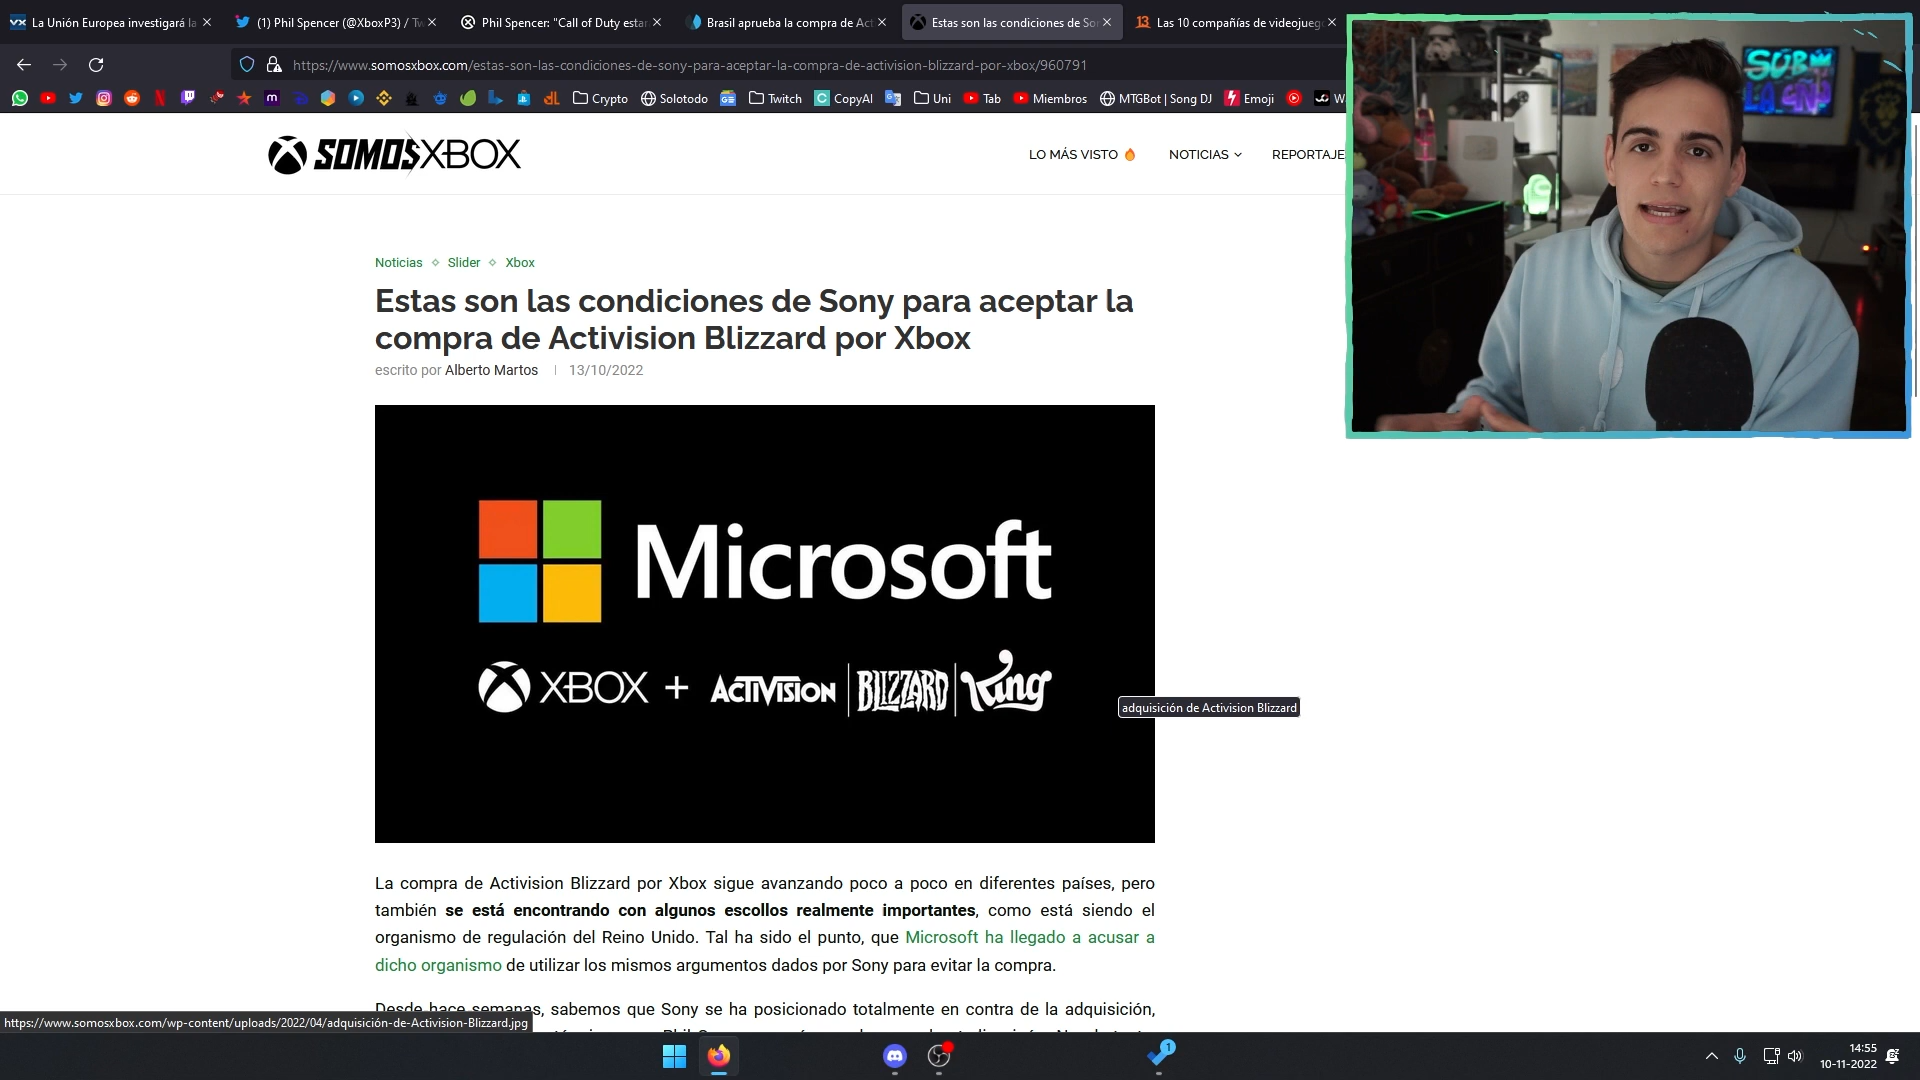 La Unión Europea investigará la
(1) Phil Spencer (@XboxP3) / Tw
Phil Spencer: "Call of Duty estar
Brasil aprueba la compra de Act
Estas son las condiciones de So
Las 10 compañías de videojueg
https://www.somosxbox.com/estas-son-las-condiciones-de-sony-para-aceptar-la-compra-de-activision-blizzard-por-xbox/960791
Crypto
Solotodo
Twitch
CopyAI
Uni
Tab
Miembros
MTGBot | Song DJ
Emoji
SUB
SOMOSXBOX
LO MÁS VISTO 🔥
NOTICIAS
REPORTAJE
Noticias ◇ Slider ◇ Xbox
Estas son las condiciones de Sony para aceptar la
compra de Activision Blizzard por Xbox
escrito por Alberto Martos | 13/10/2022
Microsoft
XBOX + ACTIVISION | BLIZZARD | King
adquisición de Activision Blizzard
La compra de Activision Blizzard por Xbox sigue avanzando poco a poco en diferentes países, pero
también se está encontrando con algunos escollos realmente importantes, como está siendo el
organismo de regulación del Reino Unido. Tal ha sido el punto, que Microsoft ha llegado a acusar a
dicho organismo de utilizar los mismos argumentos dados por Sony para evitar la compra.
Desde hace semanas, sabemos que Sony se ha posicionado totalmente en contra de la adquisición,
https://www.somosxbox.com/wp-content/uploads/2022/04/adquisición-de-Activision-Blizzard.jpg
1
14:55
10-11-2022